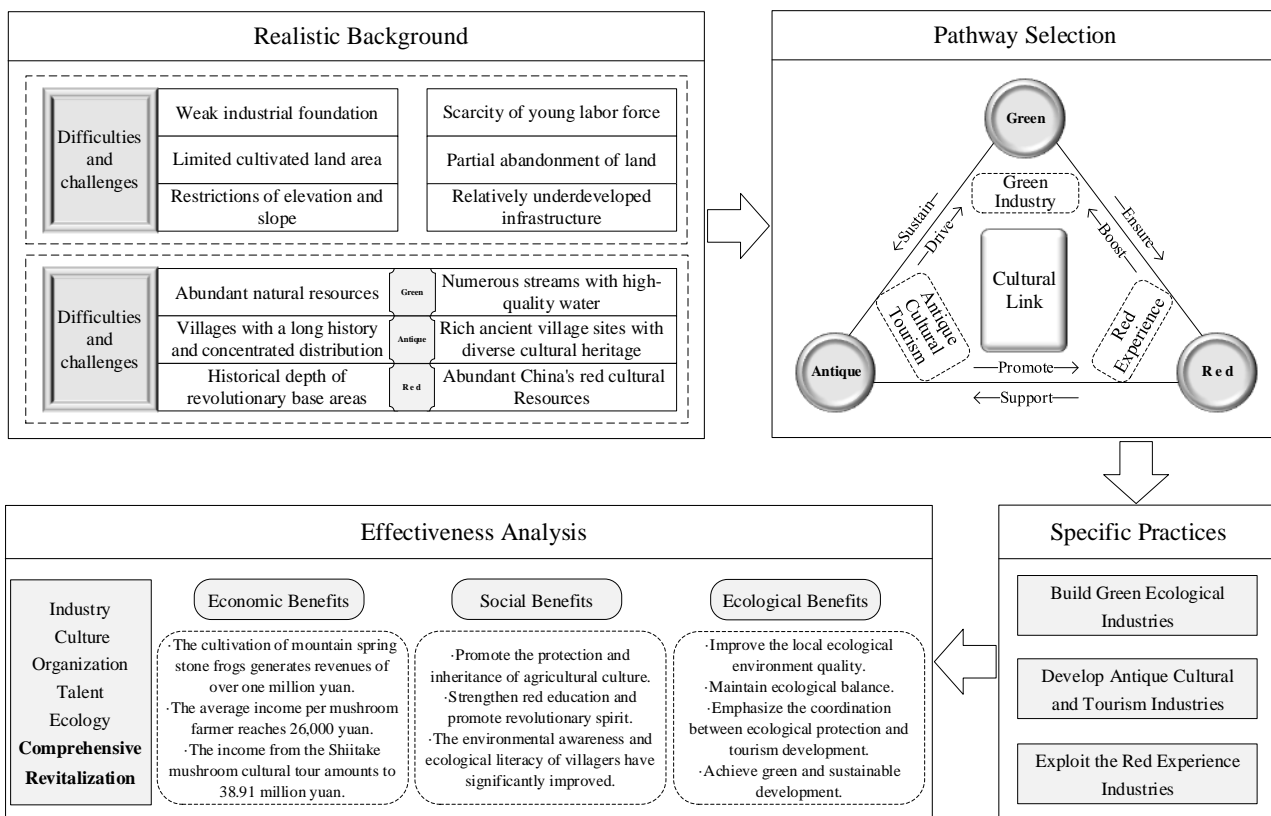 Realistic Background
Difficulties
and
challenges
Weak industrial foundation
Limited cultivated land area
Restrictions of elevation and
slope
Scarcity of young labor force
Partial abandonment of land
Relatively underdeveloped
infrastructure
Difficulties
and
challenges
Abundant natural resources
Green
Numerous streams with high-
quality water
Villages with a long history
and concentrated distribution
Antique
Rich ancient village sites with
diverse cultural heritage
Historical depth of
revolutionary base areas
Red
Abundant China's red cultural
Resources
Pathway Selection
Green
Green
Industry
Sustain
Drive
Ensure
Boost
Cultural
Link
Antique
Cultural
Tourism
Red
Experience
Antique
Promote
Support
Red
Effectiveness Analysis
Industry
Culture
Organization
Talent
Ecology
Comprehensive
Revitalization
Economic Benefits
·The cultivation of mountain spring
stone frogs generates revenues of
over one million yuan.
·The average income per mushroom
farmer reaches 26,000 yuan.
·The income from the Shiitake
mushroom cultural tour amounts to
38.91 million yuan.
Social Benefits
·Promote the protection and
inheritance of agricultural culture.
·Strengthen red education and
promote revolutionary spirit.
·The environmental awareness and
ecological literacy of villagers have
significantly improved.
Ecological Benefits
·Improve the local ecological
environment quality.
·Maintain ecological balance.
·Emphasize the coordination
between ecological protection and
tourism development.
·Achieve green and sustainable
development.
Specific Practices
Build Green Ecological
Industries
Develop Antique Cultural
and Tourism Industries
Exploit the Red Experience
Industries